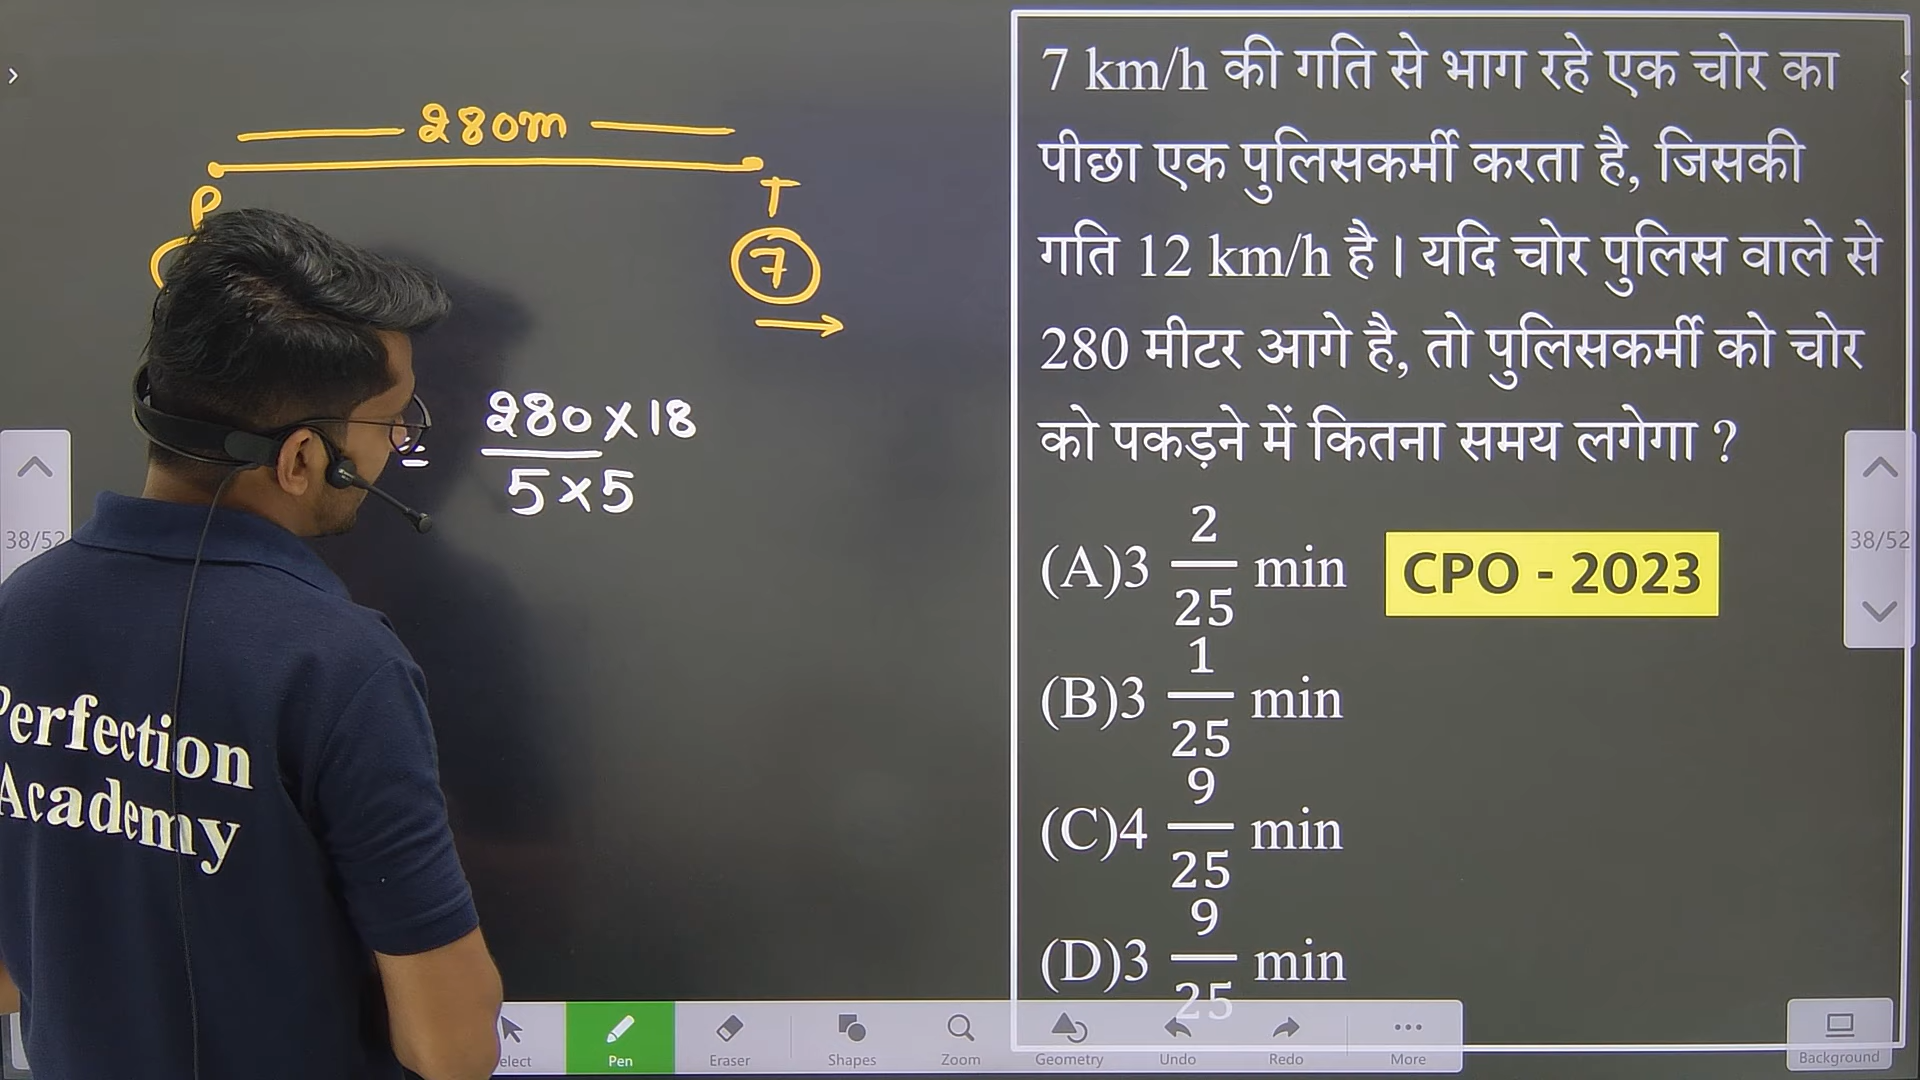 280m
P
T
7
= 280 × 18
5 × 5
7 km/h की गति से भाग रहे एक चोर का
पीछा एक पुलिसकर्मी करता है, जिसकी
गति 12 km/h है। यदि चोर पुलिस वाले से
280 मीटर आगे है, तो पुलिसकर्मी को चोर
को पकड़ने में कितना समय लगेगा ?
(A)3 2/25 min
CPO - 2023
(B)3 1/25 min
(C)4 9/25 min
(D)3 9/25 min
38/52
38/52
Perfection
Academy
elect
Pen
Eraser
Shapes
Zoom
Geometry
Undo
Redo
More
Background